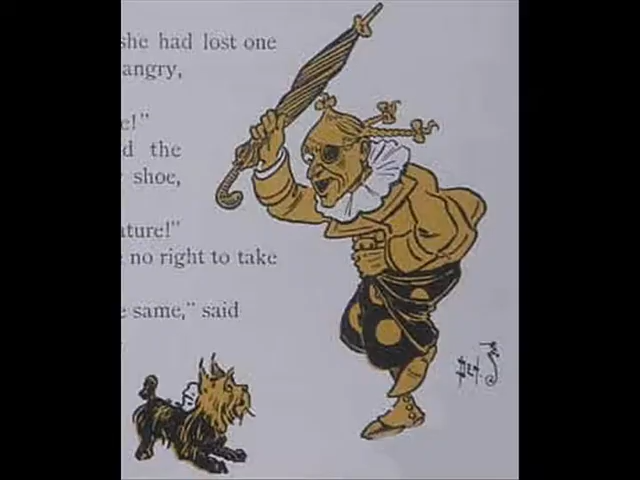 she had lost one
angry,
e!"
d the
shoe,
ature!"
no right to take
e same," said